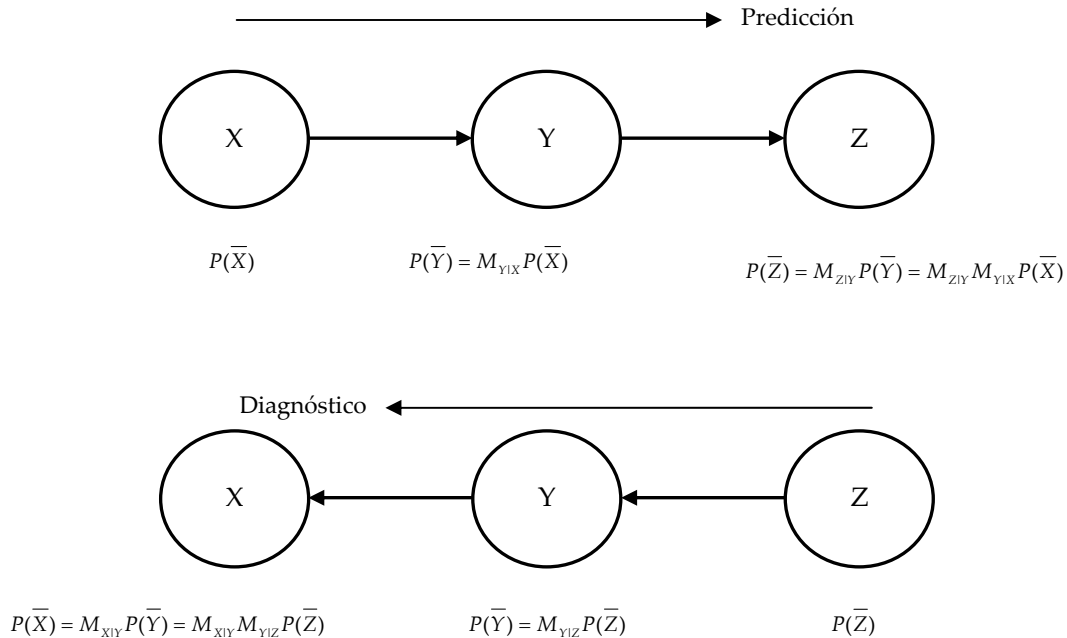 Predicción
X Y Z
P(X̅) P(Y̅) = M_{Y|X}P(X̅) P(Z̅) = M_{Z|Y}P(Y̅) = M_{Z|Y}M_{Y|X}P(X̅)
Diagnóstico
X Y Z
P(X̅) = M_{X|Y}P(Y̅) = M_{X|Y}M_{Y|Z}P(Z̅) P(Y̅) = M_{Y|Z}P(Z̅) P(Z̅)